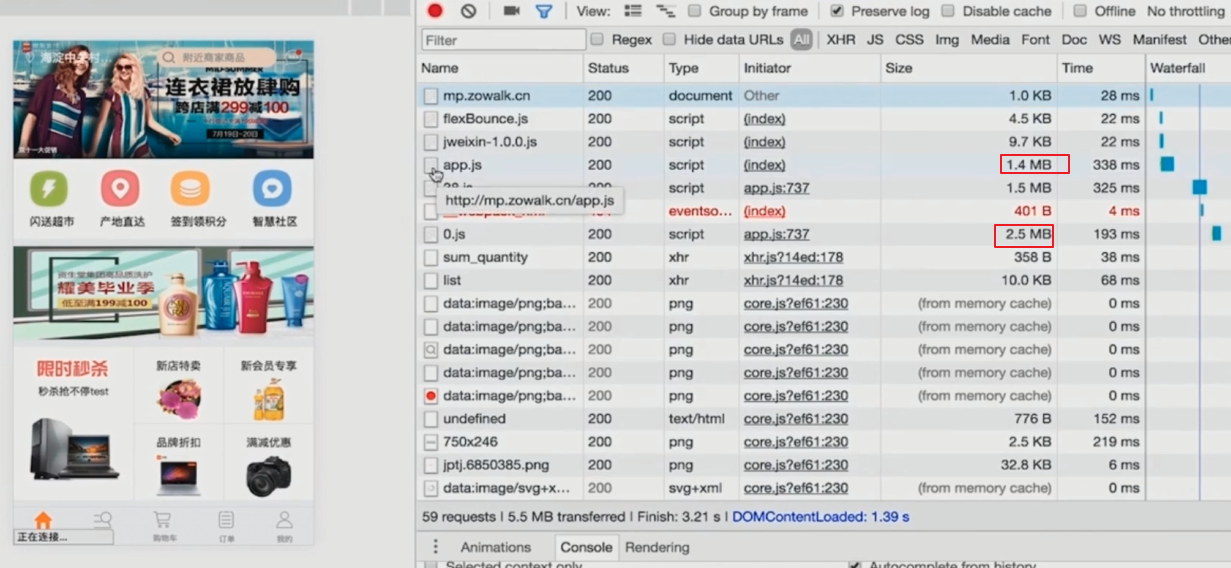 View:
Group by frame
Preserve log
Disable cache
Offline
No throttling
Filter
Regex
Hide data URLs
All
XHR JS CSS Img Media Font Doc WS Manifest Other
Name Status Type Initiator Size Time Waterfall
mp.zowalk.cn 200 document Other 1.0 KB 28 ms
flexBounce.js 200 script (index) 4.5 KB 22 ms
jweixin-1.0.0.js 200 script (index) 9.7 KB 22 ms
app.js 200 script (index) 1.4 MB 338 ms
script app.js:737 1.5 MB 325 ms
http://mp.zowalk.cn/app.js
eventso... (index) 401 B 4 ms
0.js 200 script app.js:737 2.5 MB 193 ms
sum_quantity 200 xhr xhr.js?14ed:178 358 B 38 ms
list 200 xhr xhr.js?14ed:178 10.0 KB 68 ms
data:image/png;ba... 200 png core.js?ef61:230 (from memory cache) 0 ms
data:image/png;ba... 200 png core.js?ef61:230 (from memory cache) 0 ms
data:image/png;ba... 200 png core.js?ef61:230 (from memory cache) 0 ms
data:image/png;ba... 200 png core.js?ef61:230 (from memory cache) 0 ms
data:image/png;ba... 200 png core.js?ef61:230 (from memory cache) 0 ms
undefined 200 text/html core.js?ef61:230 776 B 152 ms
750x246 200 png core.js?ef61:230 2.5 KB 219 ms
jptj.6850385.png 200 png core.js?ef61:230 32.8 KB 6 ms
data:image/svg+x... 200 svg+xml core.js?ef61:230 (from memory cache) 0 ms
59 requests | 5.5 MB transferred | Finish: 3.21 s | DOMContentLoaded: 1.39 s
Animations Console Rendering
Selected context only
Autocomplete from history
附近商家商品
MID-SUMMER
连衣裙放肆购
跨店满299减100
7月19日-20日
双十一大促销
闪送超市 产地直达 签到领积分 智慧社区
资生堂集团高品质洗护
耀美毕业季
低至满199减100
限时秒杀
秒杀抢不停test
新店特卖
新会员专享
品牌折扣
满减优惠
正在连接...
购物车
订单
我的